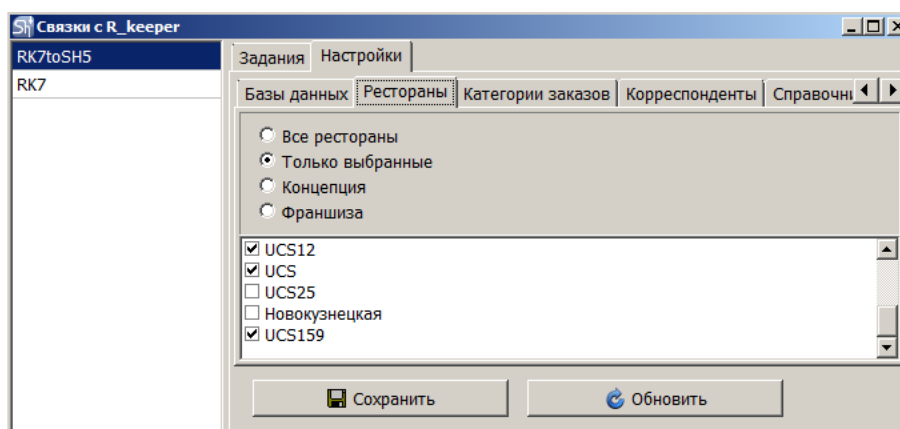 Sh Связки с R_keeper
RK7toSH5
RK7
Задания Настройки
Базы данных Рестораны Категории заказов Корреспонденты
Все рестораны
Только выбранные
Концепция
Франшиза
UCS12
UCS
UCS25
Новокузнецкая
UCS159
Сохранить Обновить